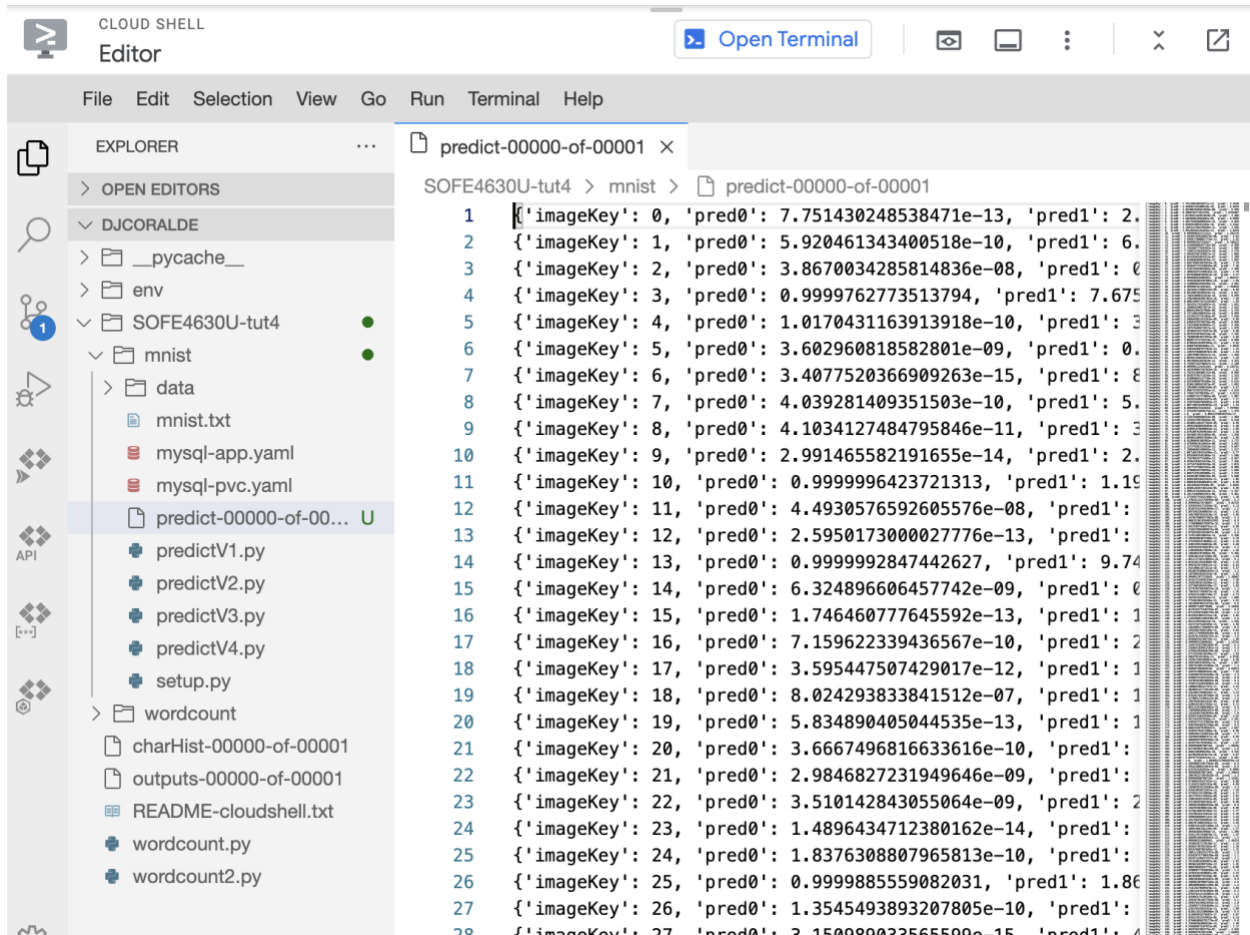 CLOUD SHELL
Editor
Open Terminal
File Edit Selection View Go Run Terminal Help
EXPLORER ...
predict-00000-of-00001 ×
OPEN EDITORS
SOFE4630U-tut4 > mnist > predict-00000-of-00001
DJCORALDE
__pycache__
env
SOFE4630U-tut4
mnist
data
mnist.txt
mysql-app.yaml
mysql-pvc.yaml
predict-00000-of-00... U
predictV1.py
predictV2.py
predictV3.py
predictV4.py
setup.py
wordcount
charHist-00000-of-00001
outputs-00000-of-00001
README-cloudshell.txt
wordcount.py
wordcount2.py
1
API
1 {'imageKey': 0, 'pred0': 7.751430248538471e-13, 'pred1': 2.
2 {'imageKey': 1, 'pred0': 5.920461343400518e-10, 'pred1': 6.
3 {'imageKey': 2, 'pred0': 3.8670034285814836e-08, 'pred1': 0
4 {'imageKey': 3, 'pred0': 0.9999762773513794, 'pred1': 7.675
5 {'imageKey': 4, 'pred0': 1.0170431163913918e-10, 'pred1': 3
6 {'imageKey': 5, 'pred0': 3.602960818582801e-09, 'pred1': 0.
7 {'imageKey': 6, 'pred0': 3.4077520366909263e-15, 'pred1': 8
8 {'imageKey': 7, 'pred0': 4.039281409351503e-10, 'pred1': 5.
9 {'imageKey': 8, 'pred0': 4.1034127484795846e-11, 'pred1': 3
10 {'imageKey': 9, 'pred0': 2.991465582191655e-14, 'pred1': 2.
11 {'imageKey': 10, 'pred0': 0.9999996423721313, 'pred1': 1.19
12 {'imageKey': 11, 'pred0': 4.4930576592605576e-08, 'pred1':
13 {'imageKey': 12, 'pred0': 2.5950173000027776e-13, 'pred1':
14 {'imageKey': 13, 'pred0': 0.9999992847442627, 'pred1': 9.74
15 {'imageKey': 14, 'pred0': 6.324896606457742e-09, 'pred1': 0
16 {'imageKey': 15, 'pred0': 1.746460777645592e-13, 'pred1': 1
17 {'imageKey': 16, 'pred0': 7.159622339436567e-10, 'pred1': 2
18 {'imageKey': 17, 'pred0': 3.595447507429017e-12, 'pred1': 1
19 {'imageKey': 18, 'pred0': 8.024293833841512e-07, 'pred1': 1
20 {'imageKey': 19, 'pred0': 5.834890405044535e-13, 'pred1': 1
21 {'imageKey': 20, 'pred0': 3.6667496816633616e-10, 'pred1':
22 {'imageKey': 21, 'pred0': 2.9846827231949646e-09, 'pred1':
23 {'imageKey': 22, 'pred0': 3.510142843055064e-09, 'pred1': 2
24 {'imageKey': 23, 'pred0': 1.4896434712380162e-14, 'pred1':
25 {'imageKey': 24, 'pred0': 1.8376308807965813e-10, 'pred1':
26 {'imageKey': 25, 'pred0': 0.9999885559082031, 'pred1': 1.86
27 {'imageKey': 26, 'pred0': 1.3545493893207805e-10, 'pred1':
28 {'imageKey': 27, 'pred0': 3.150989033565599e-15, 'pred1': 4